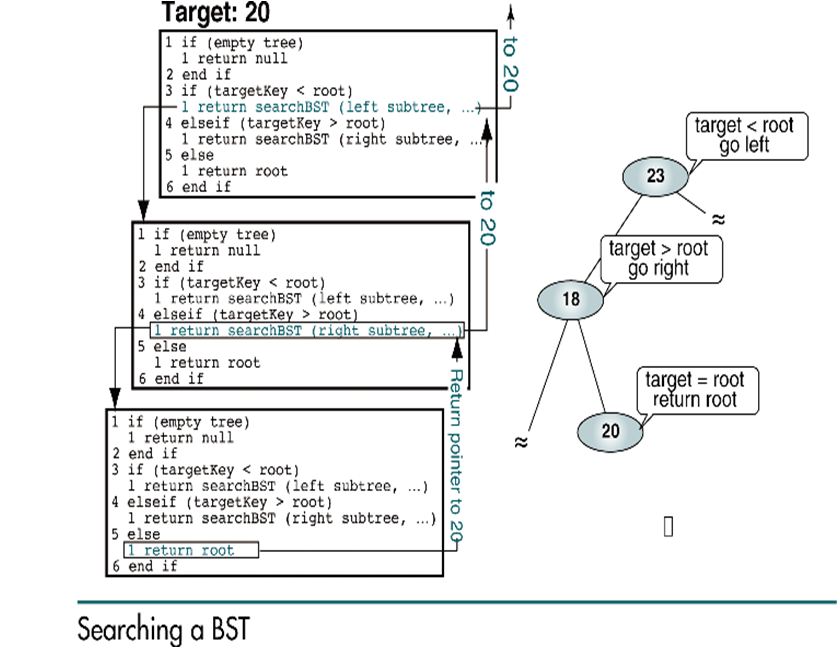 Target: 20
1 if (empty tree)
1 return null
2 end if
3 if (targetKey < root)
1 return searchBST (left subtree, ...)
4 elseif (targetKey > root)
1 return searchBST (right subtree, ...
5 else
1 return root
6 end if
to 20
1 if (empty tree)
1 return null
2 end if
3 if (targetKey < root)
1 return searchBST (left subtree, ...)
4 elseif (targetKey > root)
1 return searchBST (right subtree, ...)
5 else
1 return root
6 end if
to 20
1 if (empty tree)
1 return null
2 end if
3 if (targetKey < root)
1 return searchBST (left subtree, ...)
4 elseif (targetKey > root)
1 return searchBST (right subtree, ...)
5 else
1 return root
6 end if
Return pointer to 20
target < root
go left
23
≈
target > root
go right
18
target = root
return root
20
≈
Searching a BST